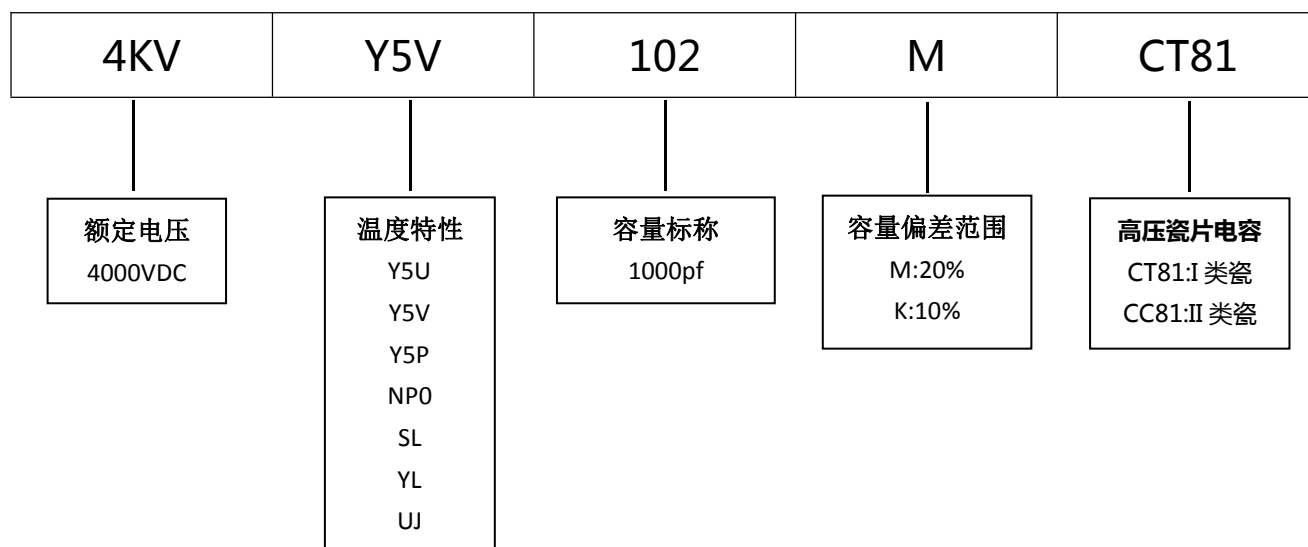 4KV Y5V 102 M CT81
额定电压
4000VDC
温度特性
Y5U
Y5V
Y5P
NP0
SL
YL
UJ
容量标称
1000pf
容量偏差范围
M:20%
K:10%
高压瓷片电容
CT81:I 类瓷
CC81:II 类瓷